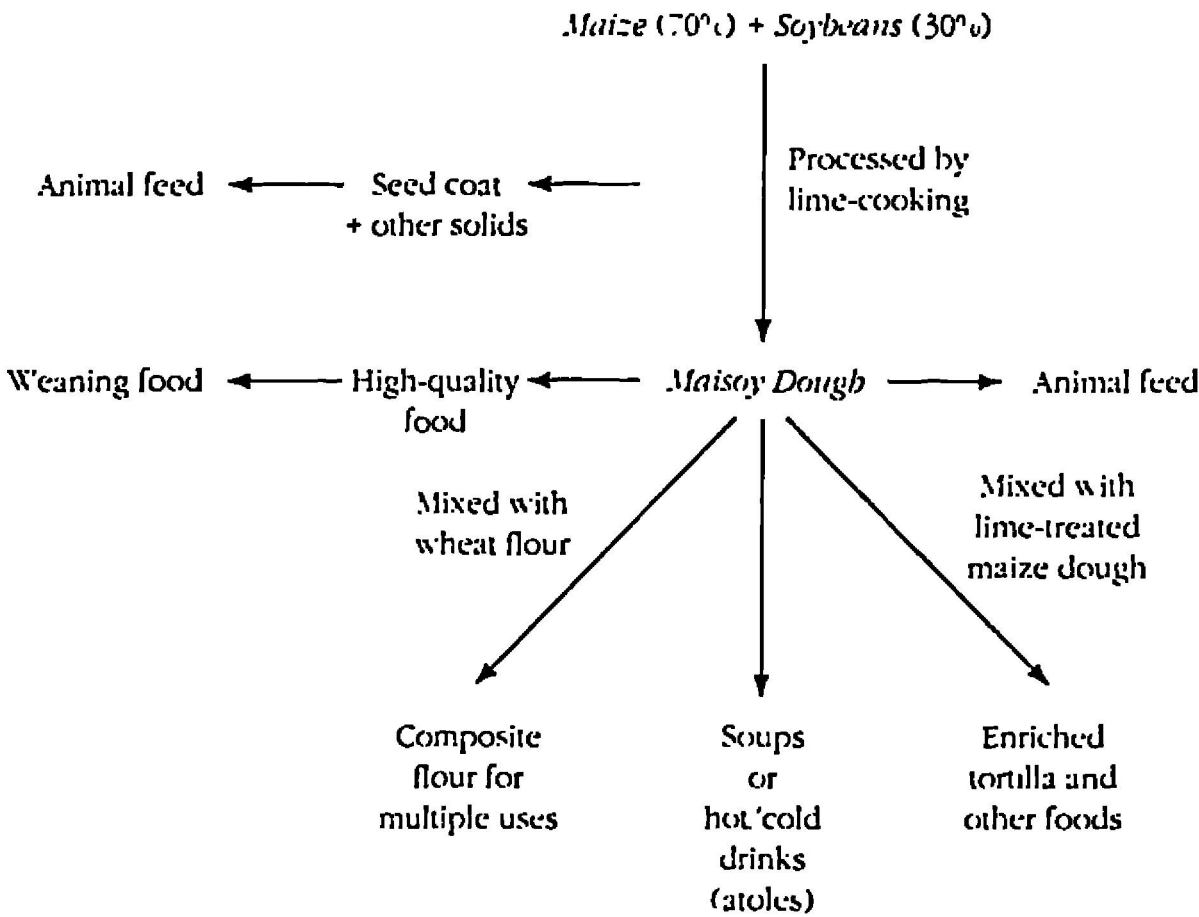 Maize (70%) + Soybeans (30%)
Processed by
lime-cooking
Animal feed
Seed coat
+ other solids
Weaning food
High-quality
food
Maisoy Dough
Animal feed
Mixed with
wheat flour
Mixed with
lime-treated
maize dough
Composite
flour for
multiple uses
Soups
or
hot/cold
drinks
(atoles)
Enriched
tortilla and
other foods